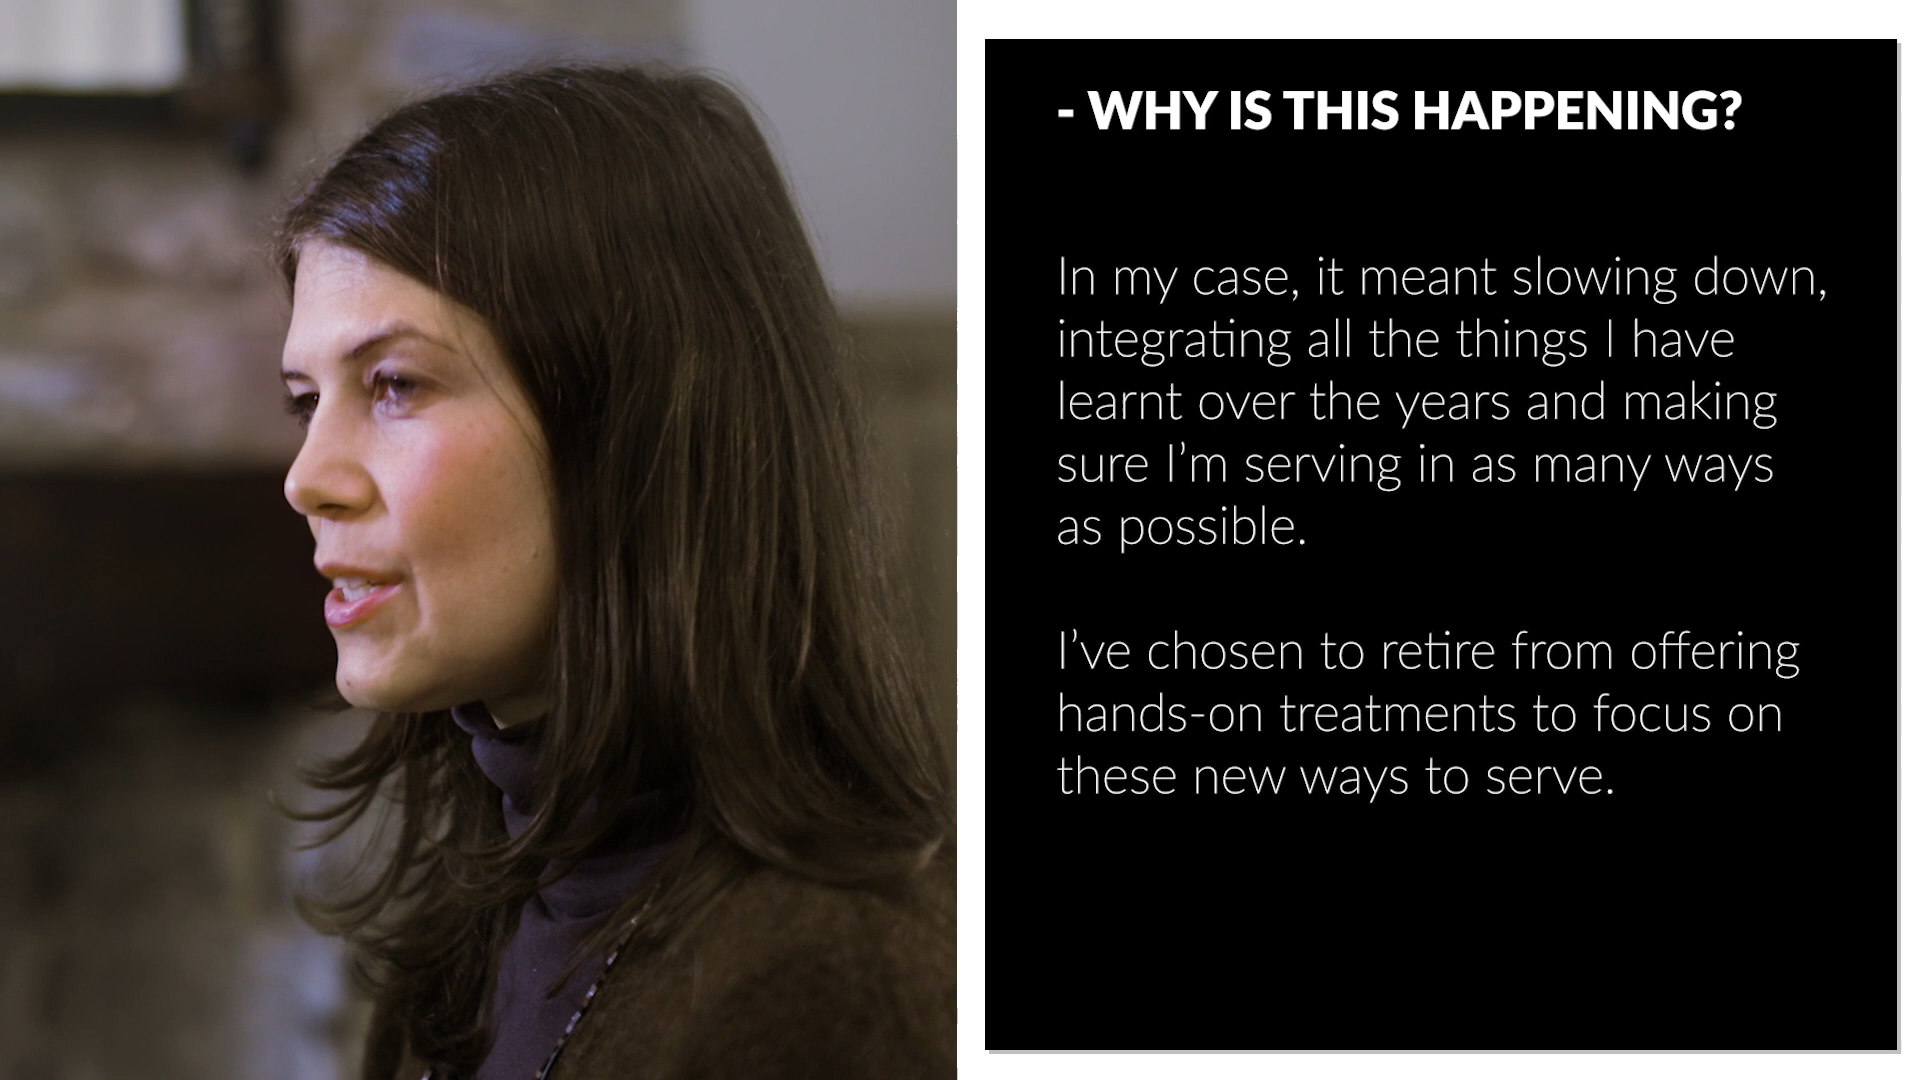 - WHY IS THIS HAPPENING?
In my case, it meant slowing down,
integrating all the things I have
learnt over the years and making
sure I’m serving in as many ways
as possible.
I’ve chosen to retire from offering
hands-on treatments to focus on
these new ways to serve.